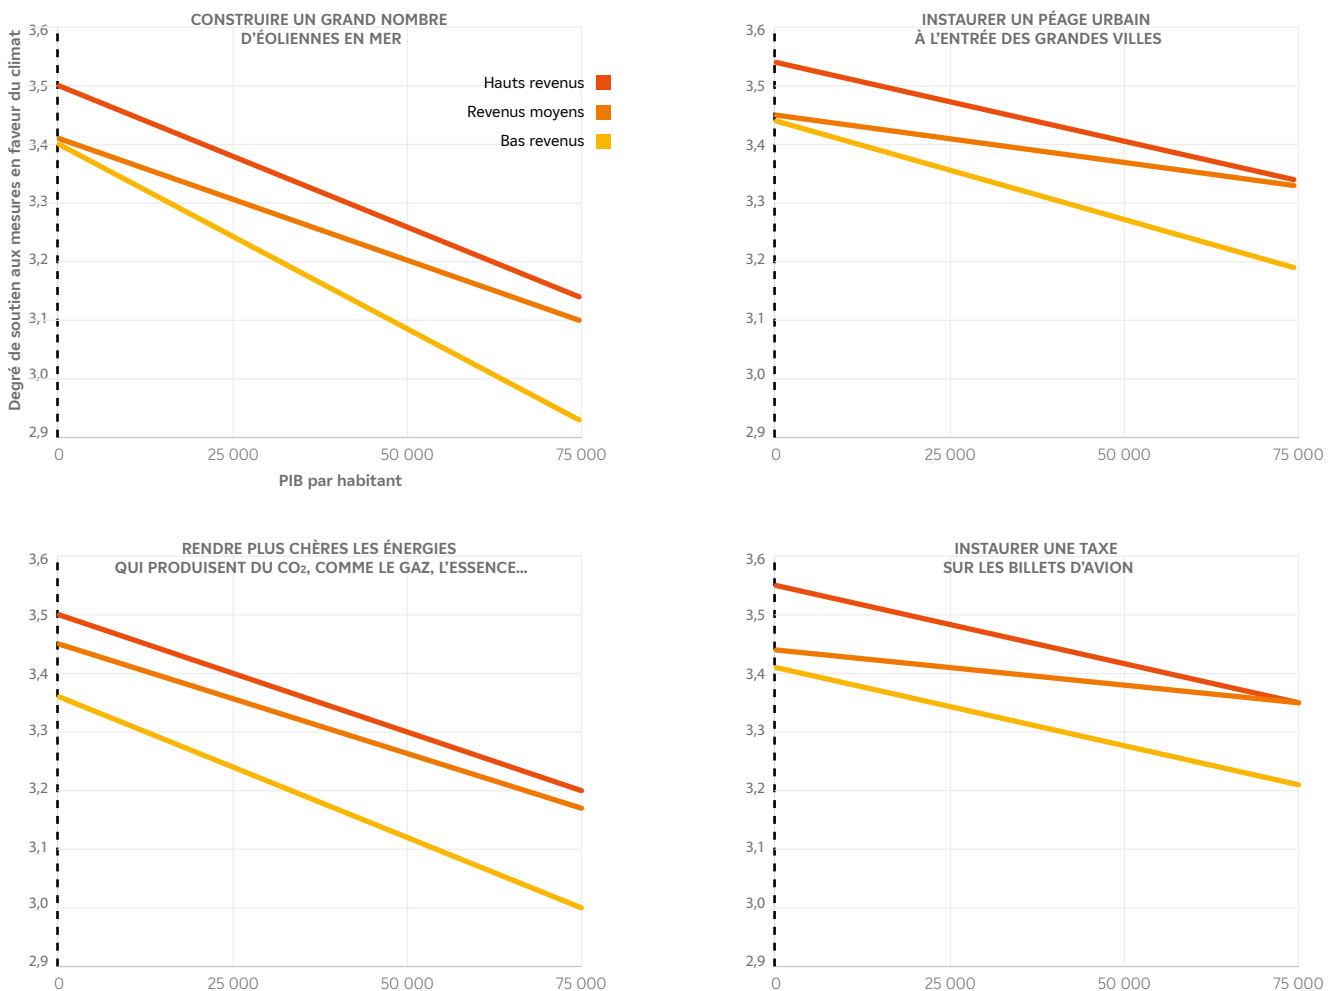 CONSTRUIRE UN GRAND NOMBRE
D’ÉOLIENNES EN MER
Degré de soutien aux mesures en faveur du climat
3,6
3,5
3,4
3,3
3,2
3,1
3,0
2,9
Hauts revenus
Revenus moyens
Bas revenus
0 25 000 50 000 75 000
PIB par habitant
INSTAURER UN PÉAGE URBAIN
À L’ENTRÉE DES GRANDES VILLES
3,6
3,5
3,4
3,3
3,2
3,1
3,0
2,9
0 25 000 50 000 75 000
RENDRE PLUS CHÈRES LES ÉNERGIES
QUI PRODUISENT DU CO₂, COMME LE GAZ, L’ESSENCE...
3,6
3,5
3,4
3,3
3,2
3,1
3,0
2,9
0 25 000 50 000 75 000
INSTAURER UNE TAXE
SUR LES BILLETS D’AVION
3,6
3,5
3,4
3,3
3,2
3,1
3,0
2,9
0 25 000 50 000 75 000